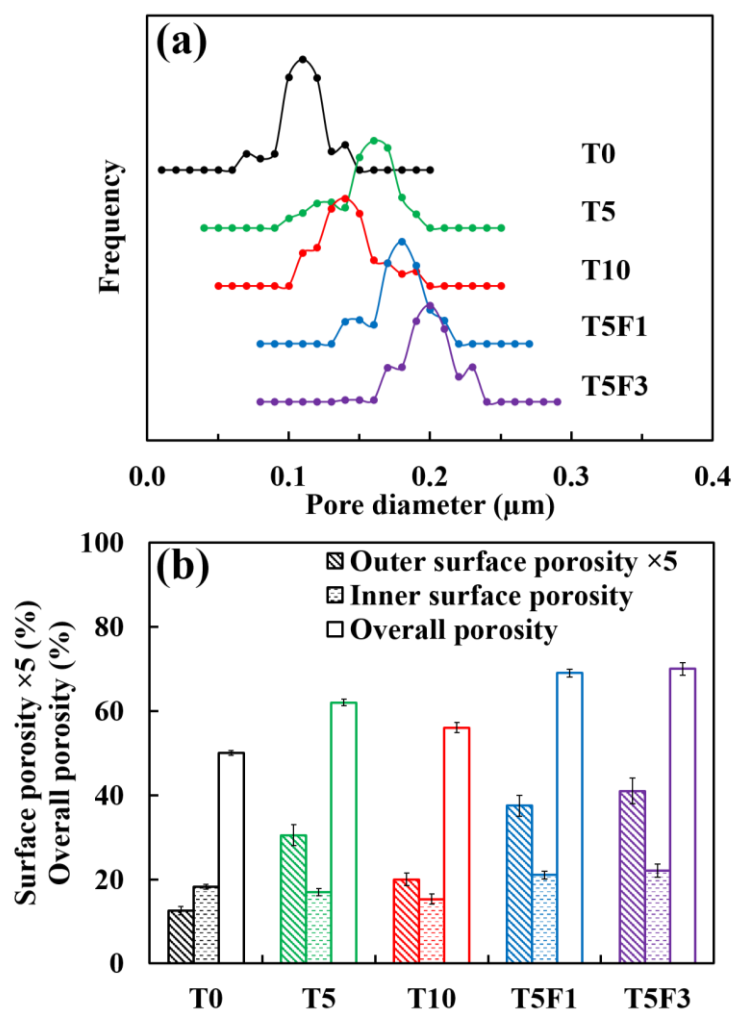 (a)
Frequency
T0
T5
T10
T5F1
T5F3
0.0 0.1 0.2 0.3 0.4
Pore diameter (μm)
(b)
Outer surface porosity ×5
Inner surface porosity
Overall porosity
Surface porosity ×5 (%)
Overall porosity (%)
100
80
60
40
20
0
T0 T5 T10 T5F1 T5F3